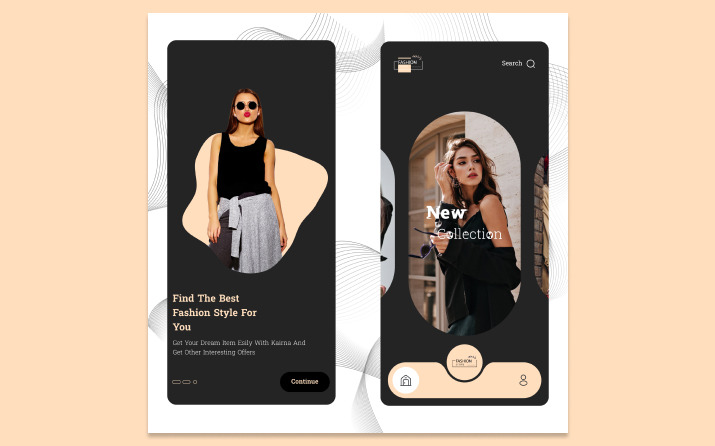 Find The Best
Fashion Style For
You
Get Your Dream Item Esily With Kairna And
Get Other Interesting Offers
Continue
FASHION
Search
New
Collection
FASHION